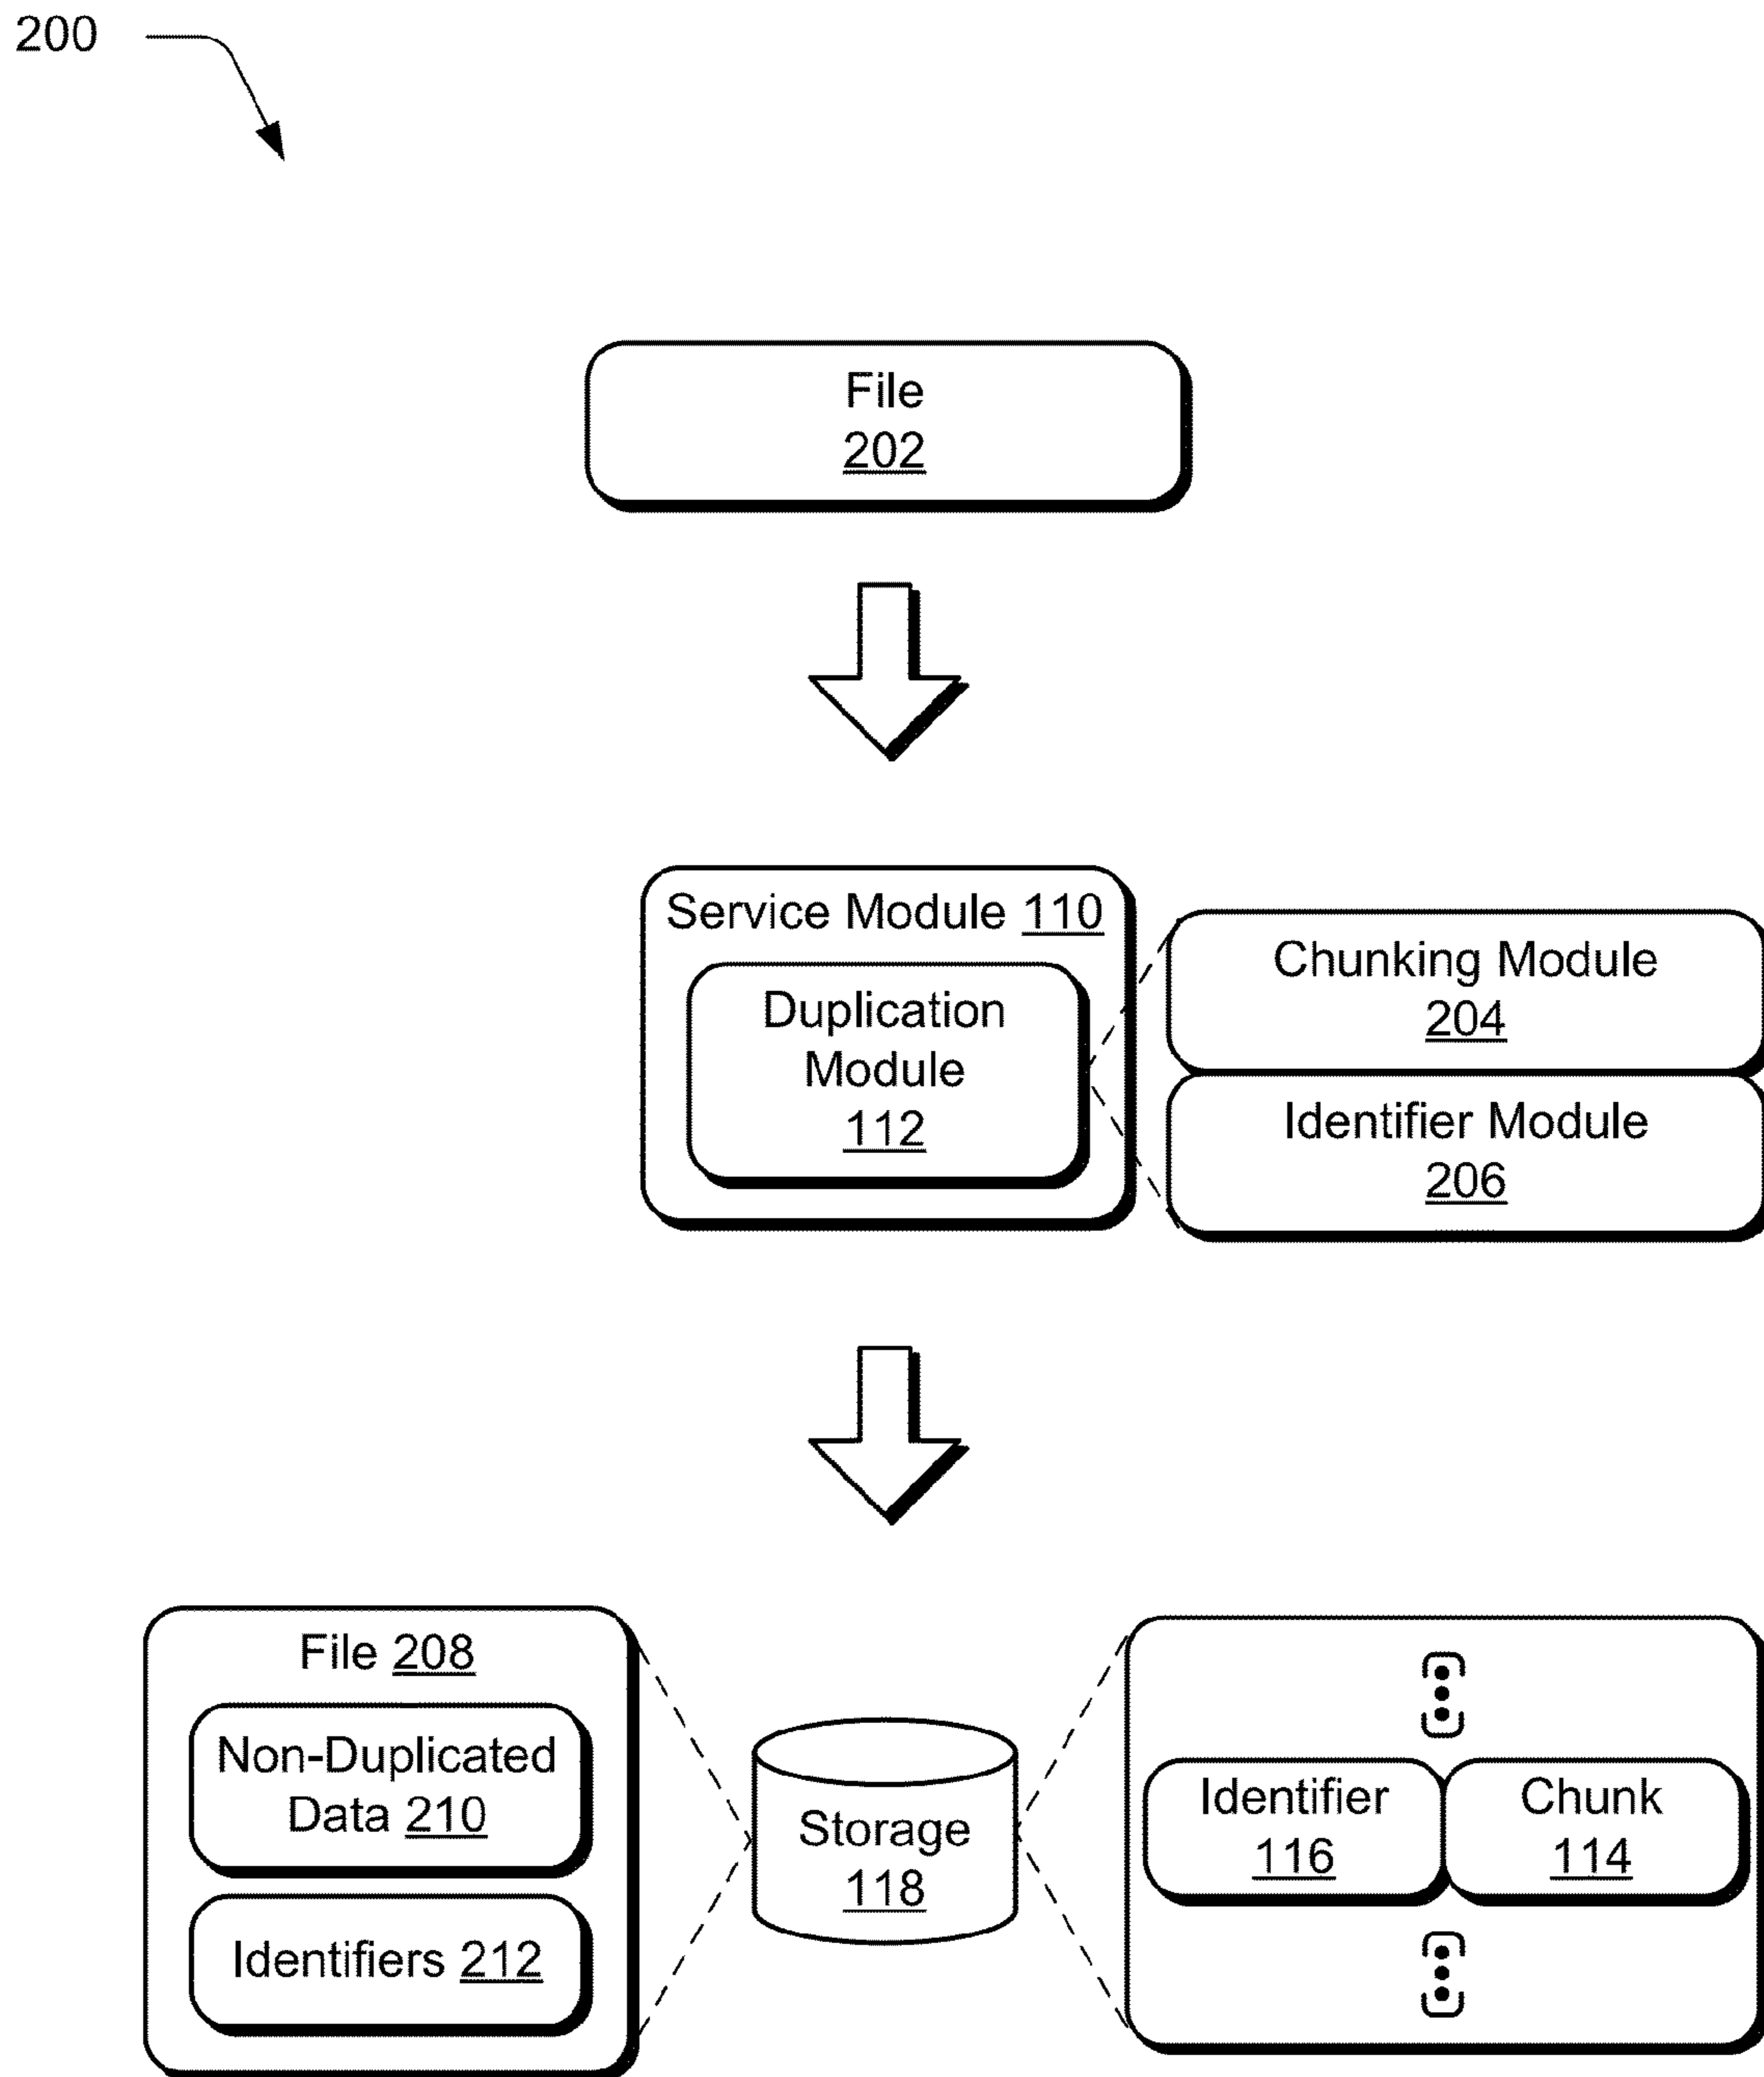 200
File
202
Service Module 110
Duplication
Module
112
Chunking Module
204
Identifier Module
206
File 208
Non-Duplicated
Data 210
Identifiers 212
Storage
118
Identifier
116
Chunk
114